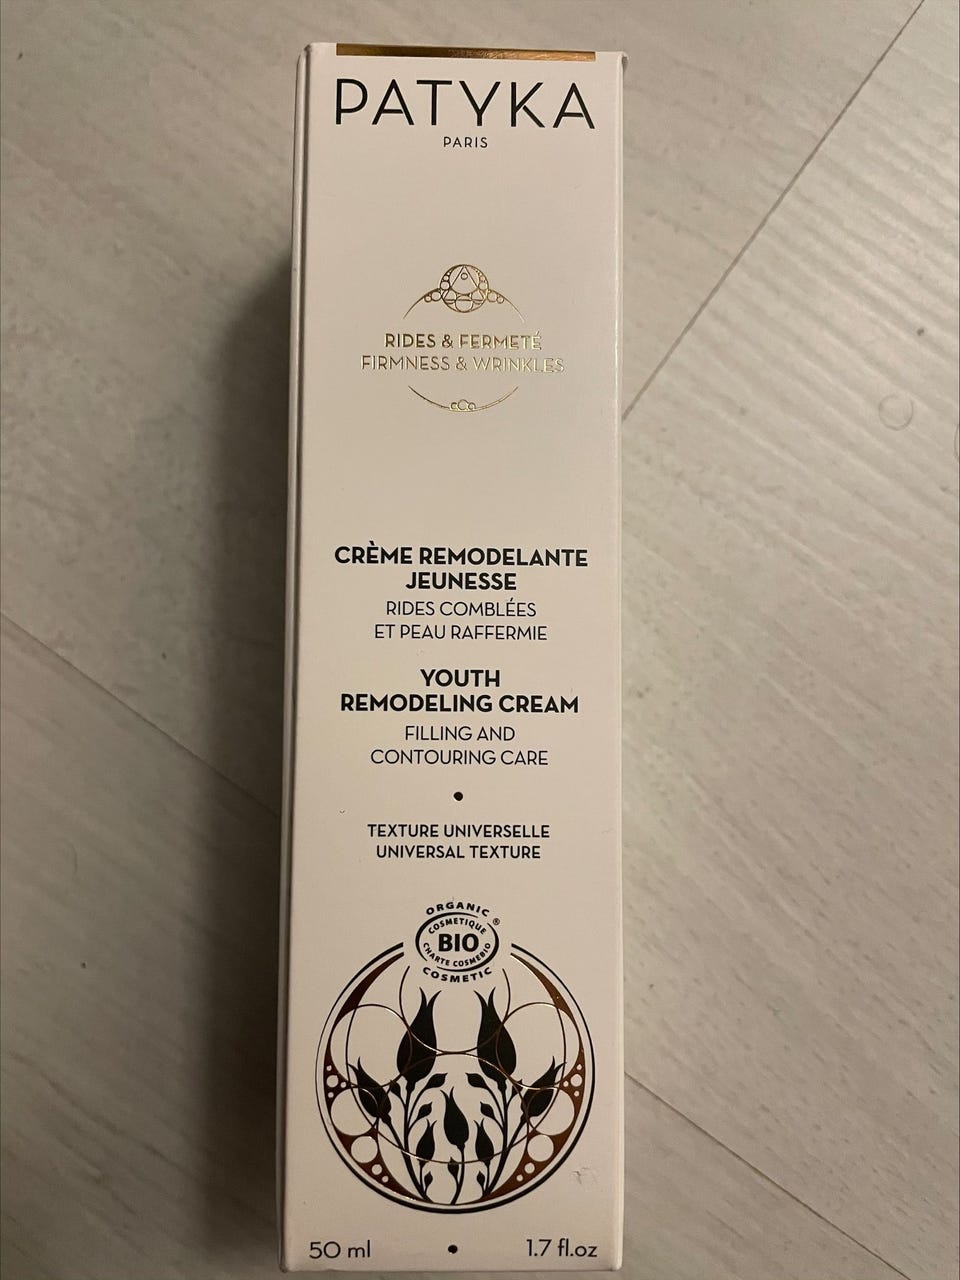 PATYKA
PARIS
RIDES & FERMETÉ
FIRMNESS & WRINKLES
CRÈME REMODELANTE
JEUNESSE
RIDES COMBLÉES
ET PEAU RAFFERMIE
YOUTH
REMODELING CREAM
FILLING AND
CONTOURING CARE
•
TEXTURE UNIVERSELLE
UNIVERSAL TEXTURE
ORGANIC
COSMETIQUE
®
BIO
CHARTE COSMEBIO
COSMETIC
50 ml • 1.7 fl.oz